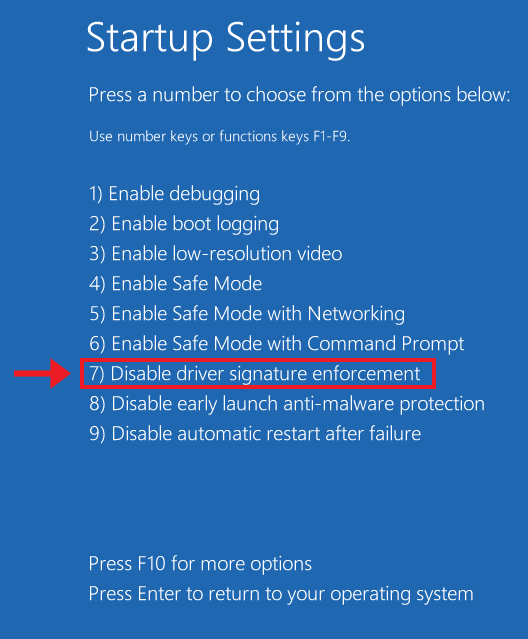 Startup Settings
Press a number to choose from the options below:
Use number keys or functions keys F1-F9.
1) Enable debugging
2) Enable boot logging
3) Enable low-resolution video
4) Enable Safe Mode
5) Enable Safe Mode with Networking
6) Enable Safe Mode with Command Prompt
7) Disable driver signature enforcement
8) Disable early launch anti-malware protection
9) Disable automatic restart after failure
Press F10 for more options
Press Enter to return to your operating system